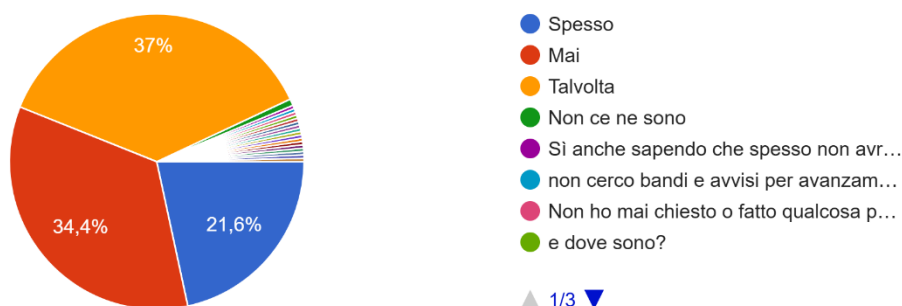 37%
34,4%
21,6%
Spesso
Mai
Talvolta
Non ce ne sono
Sì anche sapendo che spesso non avr…
non cerco bandi e avvisi per avanzam…
Non ho mai chiesto o fatto qualcosa p…
e dove sono?
1/3